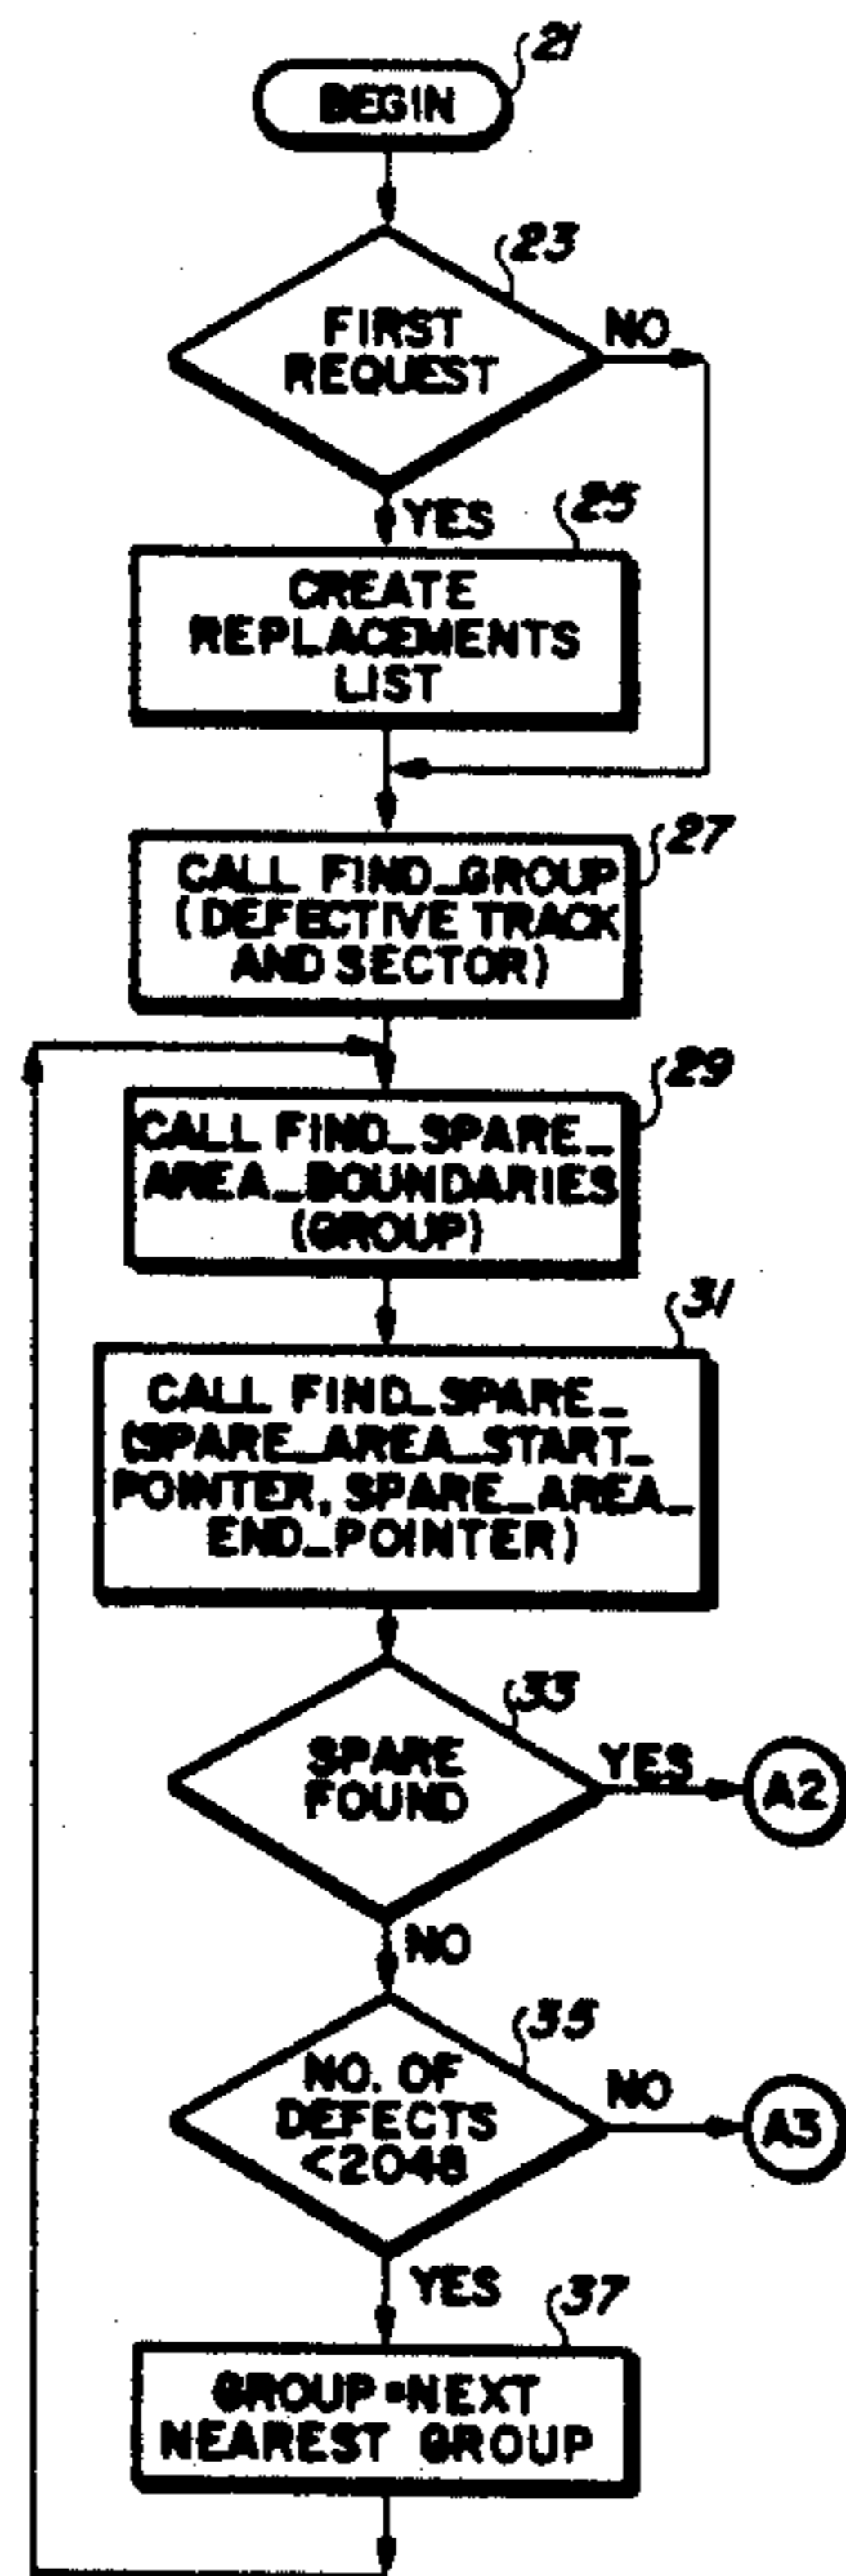 21
BEGIN
23
FIRST
REQUEST
NO
YES
25
CREATE
REPLACEMENTS
LIST
27
CALL FIND_GROUP
(DEFECTIVE TRACK
AND SECTOR)
29
CALL FIND_SPARE_
AREA_BOUNDARIES
(GROUP)
31
CALL FIND_SPARE_
(SPARE_AREA_START_
POINTER, SPARE_AREA_
END_POINTER)
33
SPARE
FOUND
YES
A2
NO
35
NO. OF
DEFECTS
<2048
NO
A3
YES
37
GROUP=NEXT
NEAREST GROUP